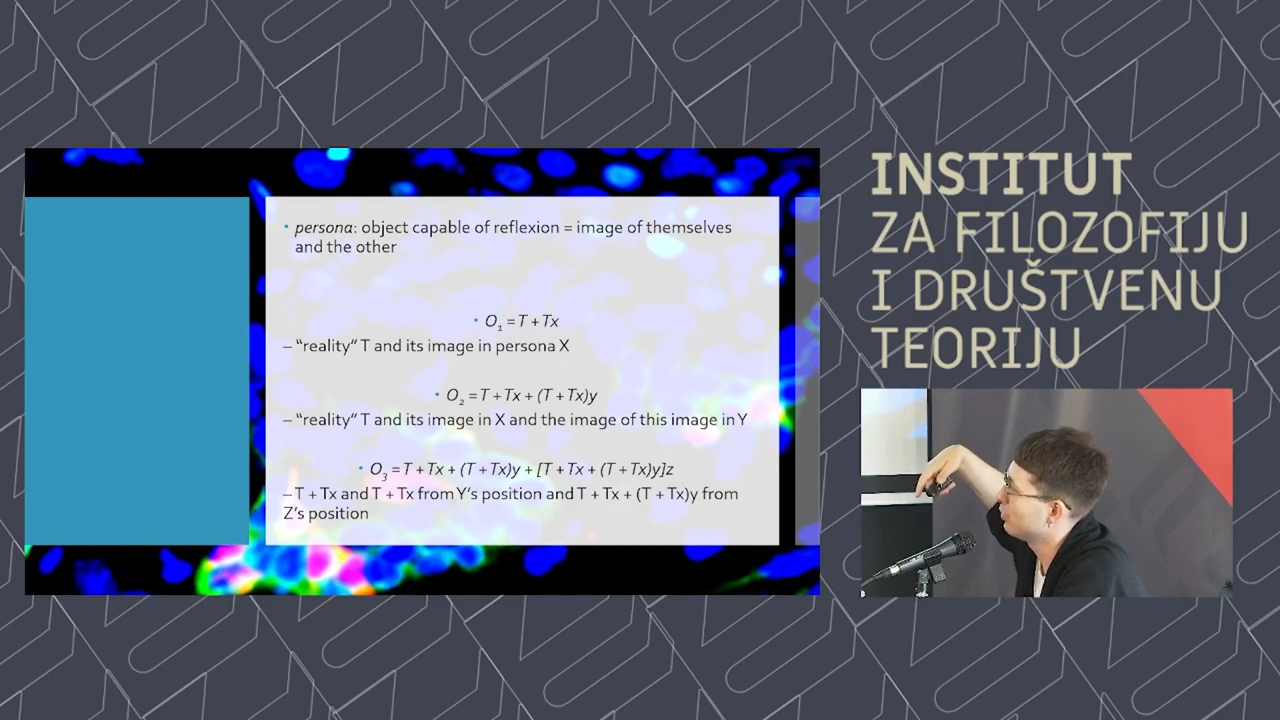 • persona: object capable of reflexion = image of themselves
and the other
• O₁ = T + Tx
– “reality” T and its image in persona X
• O₂ = T + Tx + (T + Tx)y
– “reality” T and its image in X and the image of this image in Y
• O₃ = T + Tx + (T + Tx)y + [T + Tx + (T + Tx)y]z
– T + Tx and T + Tx from Y’s position and T + Tx + (T + Tx)y from
Z’s position
INSTITUT
ZA FILOZOFIJU
I DRUŠTVENU
TEORIJU